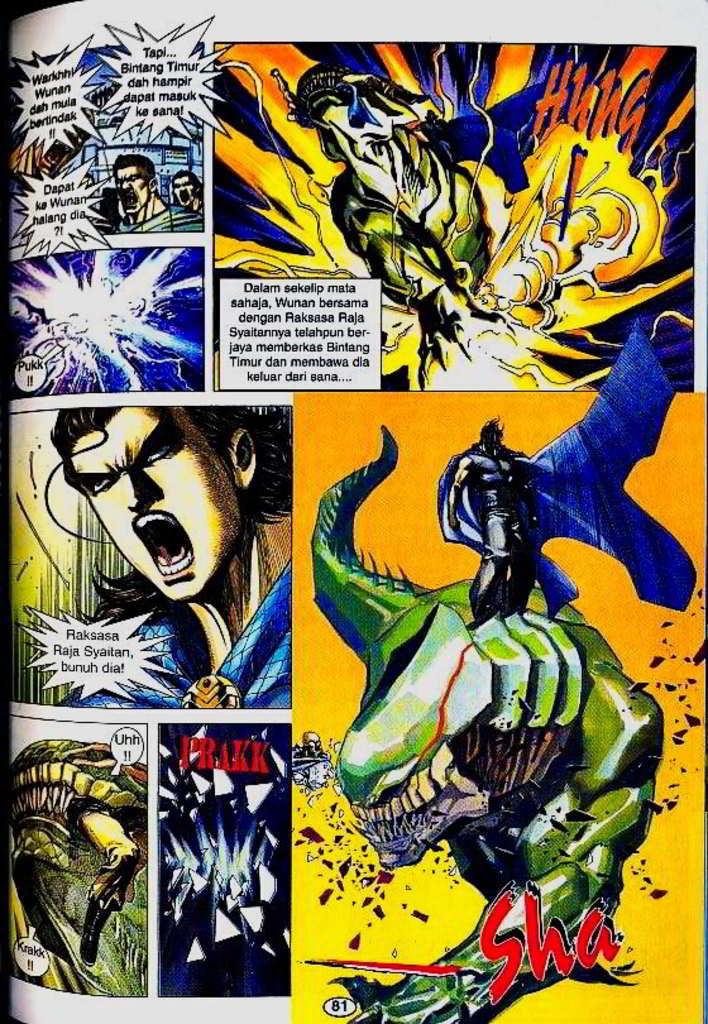 Warkhh!
Wunan
dah mula
bertindak
!!
Tapi...
Bintang Timur
dah hampir
dapat masuk
ke sana!
Dapat
ke Wunan
halang dia
?!
Hung
Pukk
!!
Dalam sekelip mata
sahaja, Wunan bersama
dengan Raksasa Raja
Syaitannya telahpun ber-
jaya memberkas Bintang
Timur dan membawa dia
keluar dari sana....
Raksasa
Raja Syaitan,
bunuh dia!
Uhh
!!
Krakk
!!
PRAKK
Sha
81